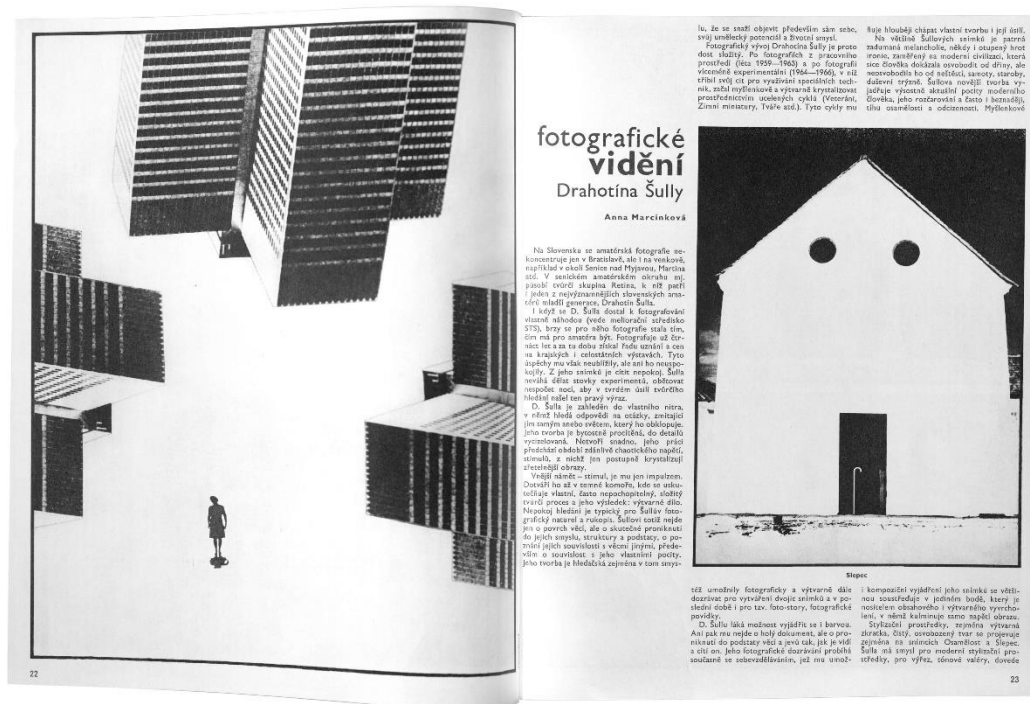 22
fotografické
vidění
Drahotína Šully
Anna Marcinková
Na Slovensku se amatérská fotografie ne-
koncentruje jen v Bratislavě, ale i na venkově,
například v okolí Senice nad Myjavou, Martina
atd. V senickém amatérském okruhu mj.
působí tvůrčí skupina Retina, k níž patří
i jeden z nejvýznamnějších slovenských ama-
térů mladší generace, Drahotín Šulla.
I když se D. Šulla dostal k fotografování
vlastně náhodou (vede meliorační středisko
STS), brzy se pro něho fotografie stala tím,
čím má pro amatéra být. Fotografuje už čtr-
náct let a za tu dobu získal řadu uznání a cen
na krajských i celostátních výstavách. Tyto
úspěchy mu však neublížily, ale ani ho neuspo-
kojily. Z jeho snímků je cítit nepokoj. Šulla
neváhá dělat stovky experimentů, obětovat
nespočet nocí, aby v tvrdém úsilí tvůrčího
hledání našel ten pravý výraz.
D. Šulla je zahleděn do vlastního nitra,
v němž hledá odpovědi na otázky, zmítající
jím samým anebo světem, který ho obklopuje.
Jeho tvorba je bytostně procítěná, do detailů
vycizelovaná. Netvoří snadno, jeho práci
předchází období zdánlivě chaotického napětí,
stimulů, z nichž jen postupně krystalizují
zřetelnější obrazy.
Vnější námět – stimul, je mu jen impulzem.
Dotváří ho až v temné komoře, kde se usku-
tečňuje vlastní, často nepochopitelný, složitý
tvůrčí proces a jeho výsledek: výtvarné dílo.
Nepokoj hledání je typický pro Šullův foto-
grafický naturel a rukopis. Šullovi totiž nejde
jen o povrch věcí, ale o skutečné proniknutí
do jejich smyslu, struktury a podstaty, o po-
znání jejich souvislosti s věcmi jinými, přede-
vším o souvislost s jeho vlastními pocity.
Jeho tvorba je hledačská zejména v tom smys-
lu, že se snaží objevit především sám sebe,
svůj umělecký potenciál a životní smysl.
Fotografický vývoj Drahotína Šully je proto
dost složitý. Po fotografiích z pracovního
prostředí (léta 1959—1963) a po fotografii
víceméně experimentální (1964—1966), v níž
tříbil svůj cit pro využívání speciálních tech-
nik, začal myšlenkově a výtvarně krystalizovat
prostřednictvím ucelených cyklů (Veteráni,
Zimní miniatury, Tváře atd.). Tyto cykly mu
též umožnily fotograficky a výtvarně dále
dozrávat pro vytváření dvojic snímků a v po-
slední době i pro tzv. foto-story, fotografické
povídky.
D. Šullu láká možnost vyjádřit se i barvou.
Ani pak mu nejde o holý dokument, ale o pro-
niknutí do podstaty věcí a jevů tak, jak je vidí
a cítí on. Jeho fotografické dozrávání probíhá
současně se sebevzděláváním, jež mu umož-
ňuje hlouběji chápat vlastní tvorbu i její úsilí.
Na většině Šullových snímků je patrná
zadumaná melancholie, někdy i otupený hrot
ironie, zaměřený na moderní civilizaci, která
sice člověka dokázala osvobodit od dřiny, ale
neosvobodila ho od neštěstí, samoty, staroby,
duševní trýzně. Šullova novější tvorba vy-
jadřuje výsostně aktuální pocity moderního
člověka, jeho rozčarování a často i beznaději,
tíhu osamělosti a odcizenosti. Myšlenkové
Slepec
i kompoziční vyjádření jeho snímků se větši-
nou soustřeďuje v jediném bodě, který je
nositelem obsahového i výtvarného vyvrcho-
lení, v němž kulminuje samo napětí obrazu.
Stylizační prostředky, zejména výtvarná
zkratka, čistý, osvobozený tvar se projevuje
zejména na snímcích Osamělost a Slepec.
Šulla má smysl pro moderní stylizační pro-
středky, pro výřez, tónové valéry, dovede
23